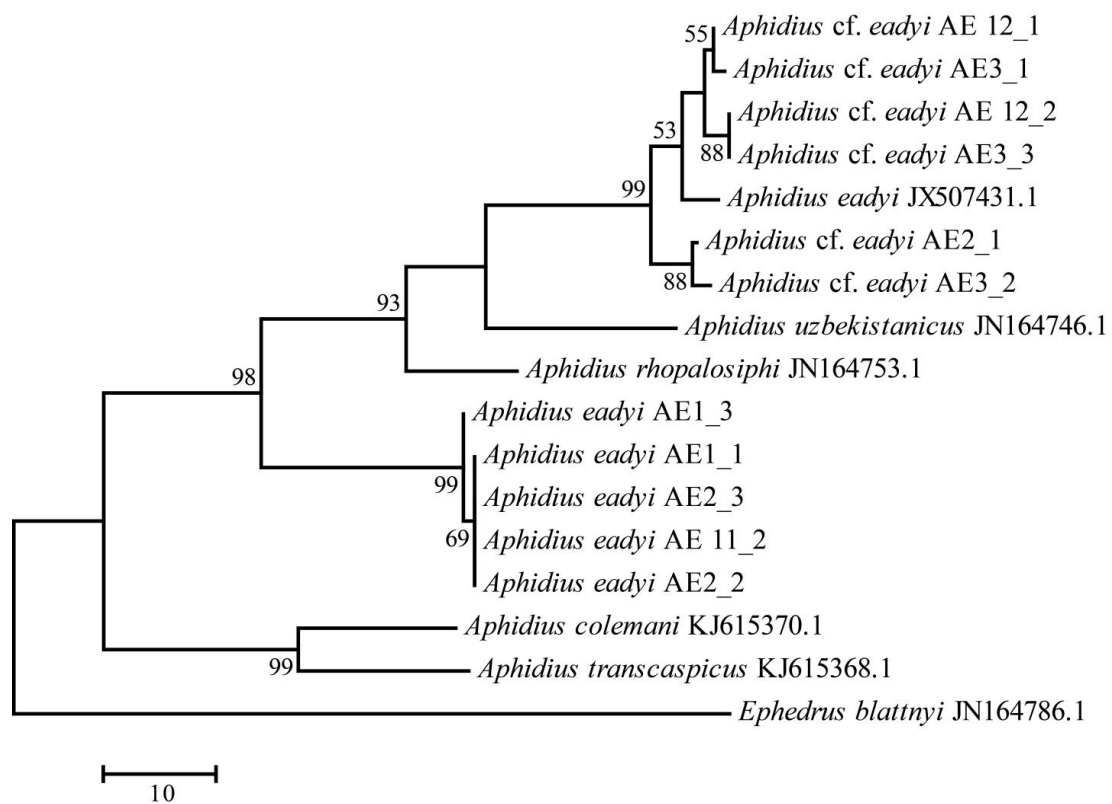 55
Aphidius cf. eadyi AE 12_1
Aphidius cf. eadyi AE3_1
Aphidius cf. eadyi AE 12_2
53
88
Aphidius cf. eadyi AE3_3
99
Aphidius eadyi JX507431.1
Aphidius cf. eadyi AE2_1
88
Aphidius cf. eadyi AE3_2
93
Aphidius uzbekistanicus JN164746.1
98
Aphidius rhopalosiphi JN164753.1
Aphidius eadyi AE1_3
Aphidius eadyi AE1_1
99
Aphidius eadyi AE2_3
69
Aphidius eadyi AE 11_2
Aphidius eadyi AE2_2
Aphidius colemani KJ615370.1
99
Aphidius transcaspicus KJ615368.1
Ephedrus blattnyi JN164786.1
10